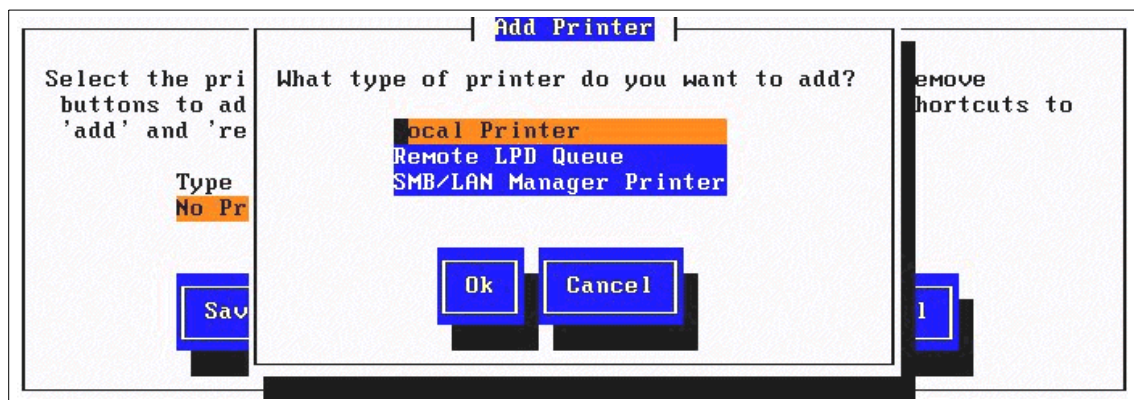 Add Printer
Select the pri
buttons to ad
'add' and 're
What type of printer do you want to add?
ocal Printer
Remote LPD Queue
SMB/LAN Manager Printer
Ok
Cancel
emove
hortcuts to
Type
No Pr
Sav
l